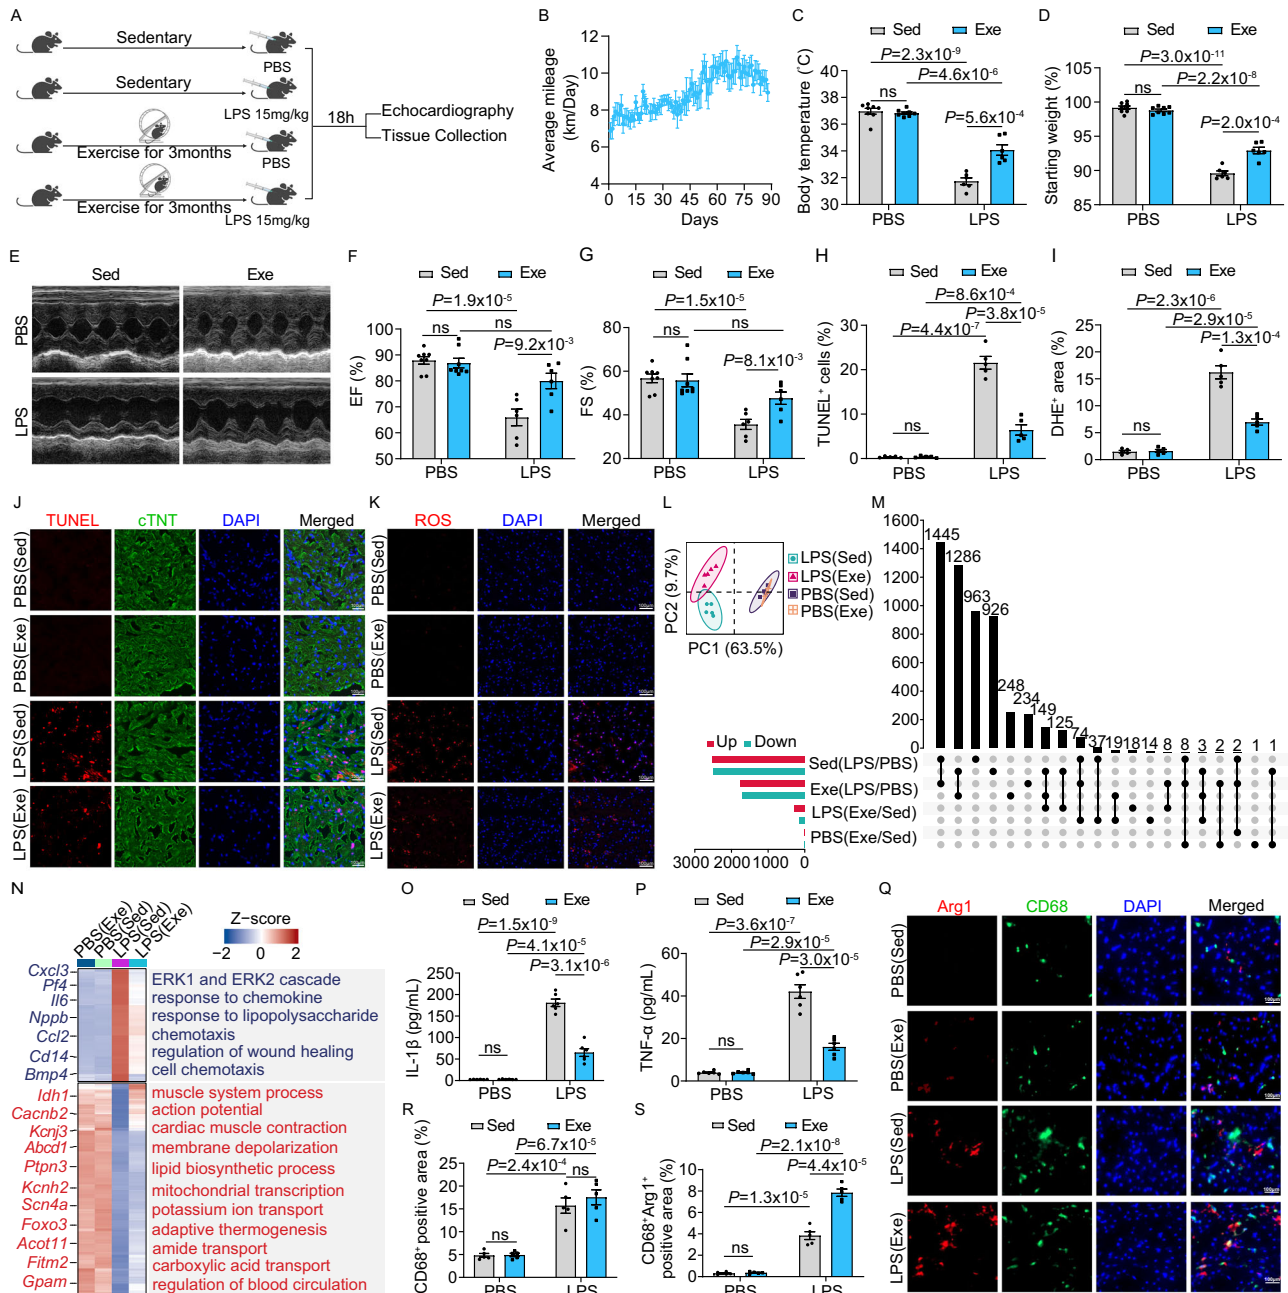 A
Sedentary
PBS
Sedentary
LPS 15mg/kg
Exercise for 3months
PBS
Exercise for 3months
LPS 15mg/kg
18h
Echocardiography
Tissue Collection
B
Average mileage
(km/Day)
12
10
8
6
4
0 15 30 45 60 75 90
Days
C
Sed Exe
P=2.3x10-9
P=4.6x10-6
ns
P=5.6x10-4
Body temperature (°C)
40
38
36
34
32
30
PBS LPS
D
Sed Exe
P=3.0x10-11
P=2.2x10-8
ns
P=2.0x10-4
Starting weight (%)
105
100
95
90
85
PBS LPS
E
Sed Exe
PBS
LPS
F
Sed Exe
P=1.9x10-5
ns
ns
P=9.2x10-3
EF (%)
100
90
80
70
60
50
PBS LPS
G
Sed Exe
P=1.5x10-5
ns
ns
P=8.1x10-3
FS (%)
80
60
40
20
PBS LPS
H
Sed
Exe
P=8.6x10-4
P=3.8x10-5
P=4.4x10-7
ns
TUNEL+ cells (%)
30
20
10
0
PBS LPS
I
Sed
Exe
P=2.3x10-6
P=2.9x10-5
P=1.3x10-4
ns
DHE+ area (%)
25
20
15
10
5
0
PBS LPS
J
TUNEL cTNT DAPI Merged
PBS(Sed)
PBS(Exe)
LPS(Sed)
LPS(Exe)
100μm
100μm
100μm
100μm
K
ROS DAPI Merged
PBS(Sed)
PBS(Exe)
LPS(Sed)
LPS(Exe)
100μm
100μm
100μm
100μm
L
PC2 (9.7%)
PC1 (63.5%)
LPS(Sed)
LPS(Exe)
PBS(Sed)
PBS(Exe)
M
1600
1400
1200
1000
800
600
400
200
0
1445
1286
963
926
248
234
149
125
74
37
19
18
14
8
8
3
2
2
1
1
Up Down
Sed(LPS/PBS)
Exe(LPS/PBS)
LPS(Exe/Sed)
PBS(Exe/Sed)
3000 2000 1000 0
N
PBS(Exe)
PBS(Sed)
LPS(Sed)
LPS(Exe)
Z-score
−2 0 2
Cxcl3
Pf4
Il6
Nppb
Ccl2
Cd14
Bmp4
ERK1 and ERK2 cascade
response to chemokine
response to lipopolysaccharide
chemotaxis
regulation of wound healing
cell chemotaxis
Idh1
Cacnb2
Kcnj3
Abcd1
Ptpn3
Kcnh2
Scn4a
Foxo3
Acot11
Fitm2
Gpam
muscle system process
action potential
cardiac muscle contraction
membrane depolarization
lipid biosynthetic process
mitochondrial transcription
potassium ion transport
adaptive thermogenesis
amide transport
carboxylic acid transport
regulation of blood circulation
O
Sed Exe
P=1.5x10-9
P=4.1x10-5
P=3.1x10-6
ns
IL-1β (pg/mL)
250
200
150
100
50
0
PBS LPS
P
Sed Exe
P=3.6x10-7
P=2.9x10-5
P=3.0x10-5
ns
TNF-α (pg/mL)
60
40
20
0
PBS LPS
Q
Arg1 CD68 DAPI Merged
PBS(Sed)
PBS(Exe)
LPS(Sed)
LPS(Exe)
100μm
100μm
100μm
100μm
R
Sed Exe
P=6.7x10-5
P=2.4x10-4
ns
ns
CD68+ positive area (%)
25
20
15
10
5
0
PBS LPS
S
Sed Exe
P=2.1x10-8
P=4.4x10-5
P=1.3x10-5
ns
CD68+Arg1+
positive area (%)
10
8
6
4
2
0
PBS LPS